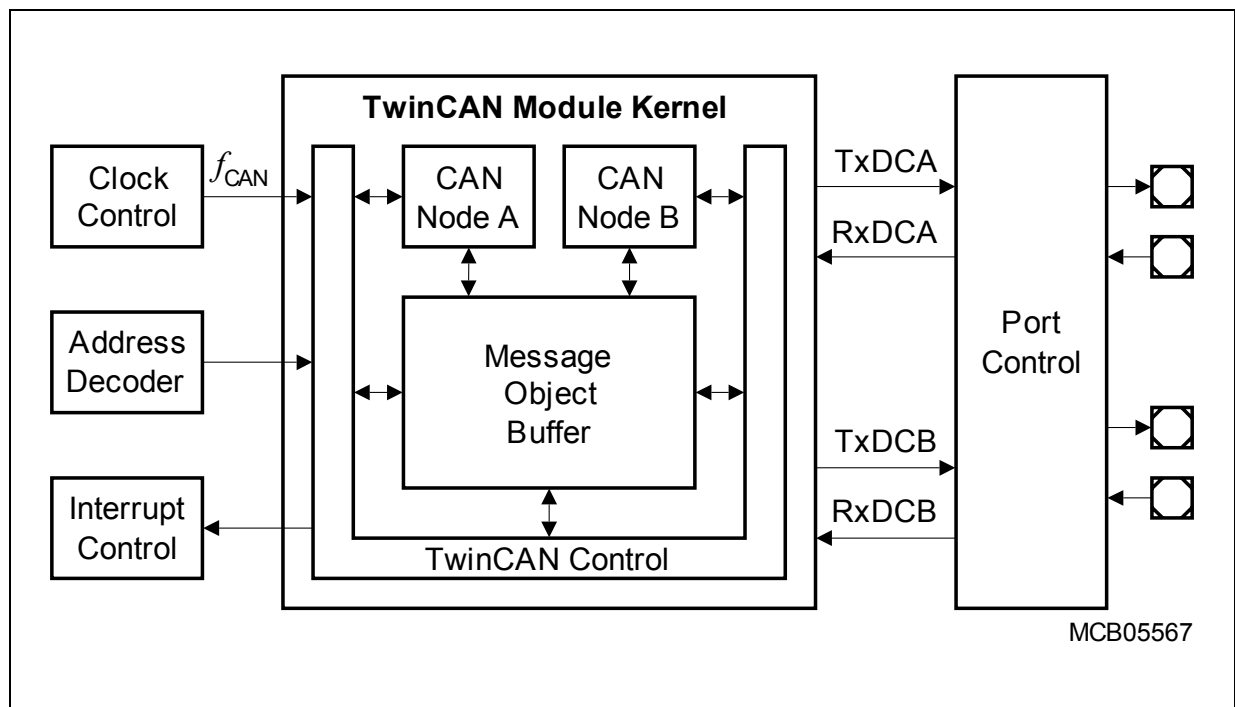 TwinCAN Module Kernel
Clock
Control
fCAN
CAN
Node A
CAN
Node B
TxDCA
RxDCA
Address
Decoder
Message
Object
Buffer
Port
Control
TxDCB
RxDCB
Interrupt
Control
TwinCAN Control
MCB05567